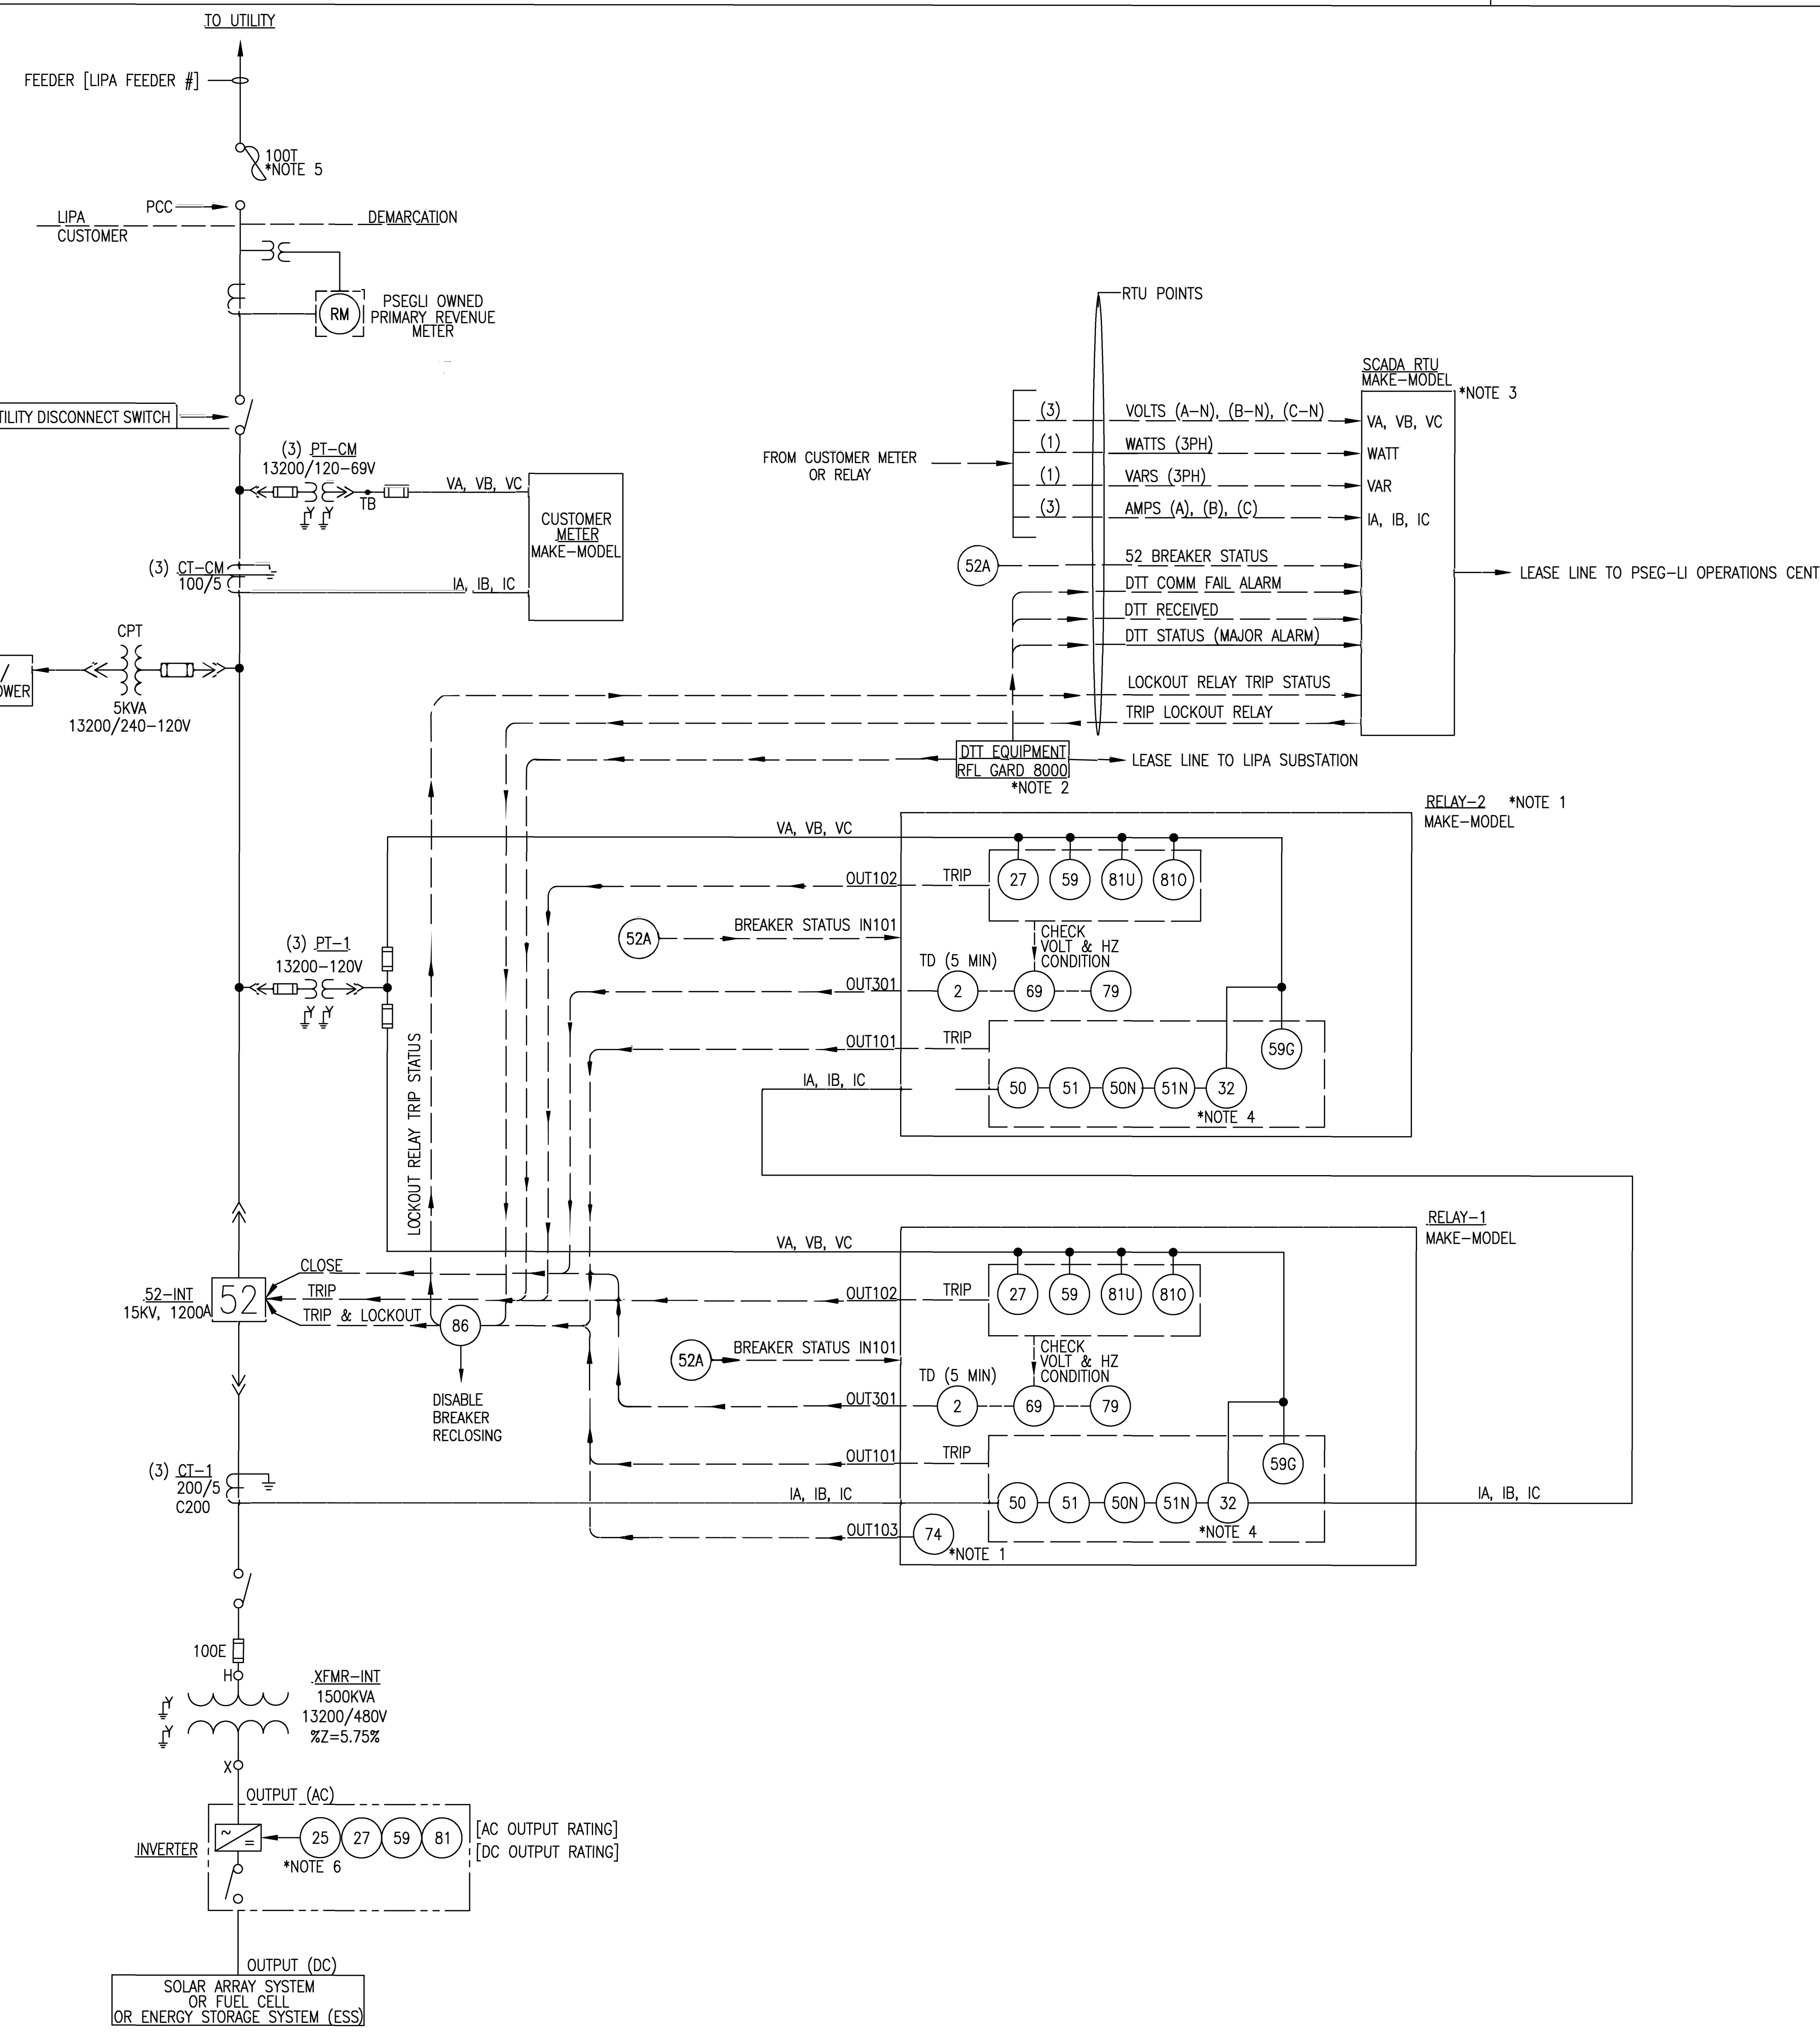 TO UTILITY
FEEDER [LIPA FEEDER #]
100T
*NOTE 5
PCC
LIPA
CUSTOMER
DEMARCATION
RM
PSEGLI OWNED
PRIMARY REVENUE
METER
DISCONNECT SWITCH
(3) PT-CM
13200/120-69V
TB
VA, VB, VC
CUSTOMER
METER
MAKE-MODEL
(3) CT-CM
100/5
IA, IB, IC
CPT
5KVA
13200/240-120V
/
RTU POINTS
SCADA RTU
MAKE-MODEL
*NOTE 3
FROM CUSTOMER METER
OR RELAY
(3) VOLTS (A-N), (B-N), (C-N)
VA, VB, VC
(1) WATTS (3PH)
WATT
(1) VARS (3PH)
VAR
(3) AMPS (A), (B), (C)
IA, IB, IC
52A
52 BREAKER STATUS
DTT COMM FAIL ALARM
DTT RECEIVED
DTT STATUS (MAJOR ALARM)
LOCKOUT RELAY TRIP STATUS
TRIP LOCKOUT RELAY
LEASE LINE TO PSEG-LI OPERATIONS
DTT EQUIPMENT
RFL GARD 8000
*NOTE 2
LEASE LINE TO LIPA SUBSTATION
RELAY-2 *NOTE 1
MAKE-MODEL
VA, VB, VC
27 59 81U 81O
OUT102 TRIP
52A
BREAKER STATUS IN101
CHECK
VOLT & HZ
CONDITION
TD (5 MIN)
OUT301
2 69 79
OUT101 TRIP
59G
IA, IB, IC
50 51 50N 51N 32
*NOTE 4
(3) PT-1
13200-120V
LOCKOUT RELAY TRIP STATUS
RELAY-1
MAKE-MODEL
VA, VB, VC
27 59 81U 81O
OUT102 TRIP
52A
BREAKER STATUS IN101
CHECK
VOLT & HZ
CONDITION
TD (5 MIN)
OUT301
2 69 79
OUT101 TRIP
59G
IA, IB, IC
50 51 50N 51N 32
*NOTE 4
IA, IB, IC
OUT103
74
*NOTE 1
52-INT
15KV, 1200A
52
CLOSE
TRIP
TRIP & LOCKOUT
86
DISABLE
BREAKER
RECLOSING
(3) CT-1
200/5
C200
100E
H
XFMR-INT
1500KVA
13200/480V
%Z=5.75%
Y
Y
X
OUTPUT (AC)
INVERTER
25 27 59 81
*NOTE 6
[AC OUTPUT RATING]
[DC OUTPUT RATING]
OUTPUT (DC)
SOLAR ARRAY SYSTEM
OR FUEL CELL
OR ENERGY STORAGE SYSTEM (ESS)